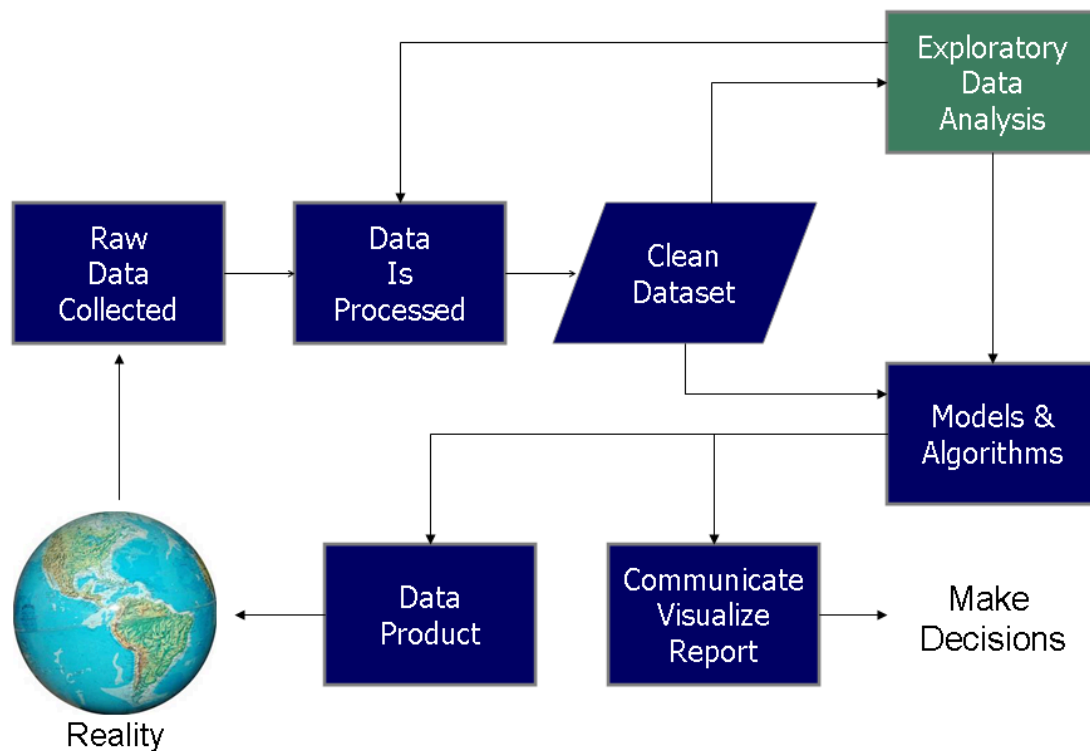 Exploratory
Data
Analysis
Raw
Data
Collected
Data
Is
Processed
Clean
Dataset
Models &
Algorithms
Data
Product
Communicate
Visualize
Report
Make
Decisions
Reality